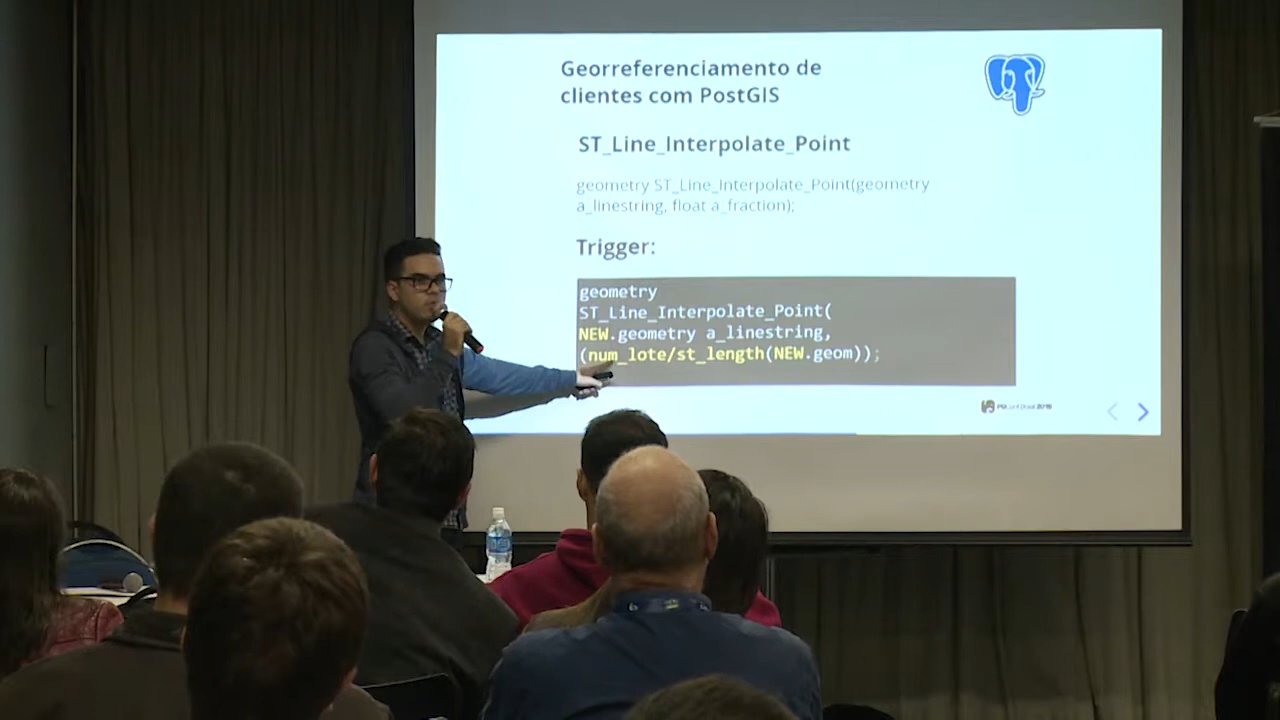 Georreferenciamento de
clientes com PostGIS
ST_Line_Interpolate_Point
geometry ST_Line_Interpolate_Point(geometry
a_linestring, float a_fraction);
Trigger:
geometry
ST_Line_Interpolate_Point(
NEW.geometry a_linestring,
(num_lote/st_length(NEW.geom));